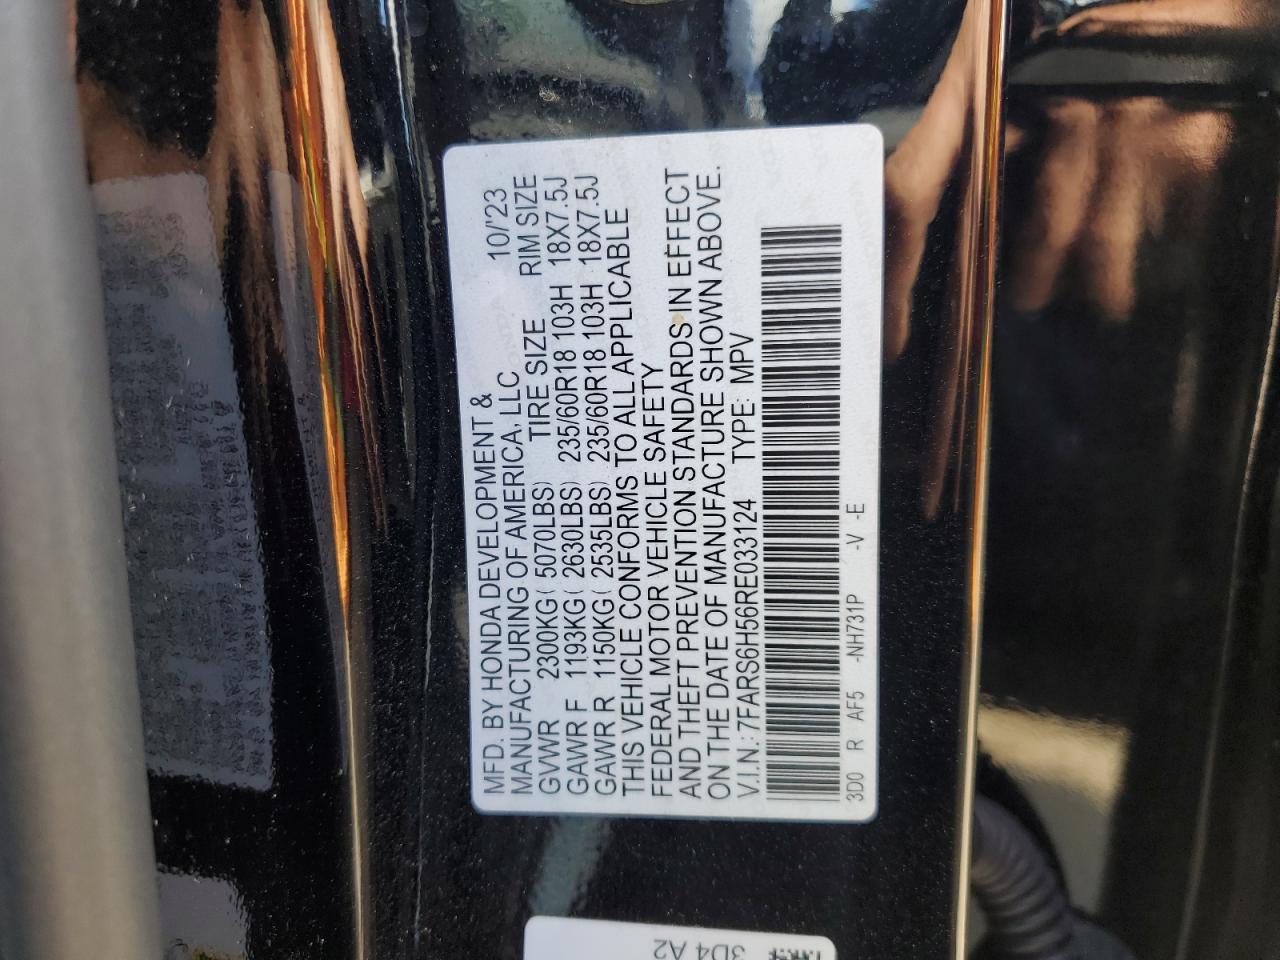 MFD. BY HONDA DEVELOPMENT &
MANUFACTURING OF AMERICA, LLC 10/'23
TIRE SIZE RIM SIZE
GVWR 2300KG ( 5070LBS)
GAWR F 1193KG ( 2630LBS) 235/60R18 103H 18X7.5J
GAWR R 1150KG ( 2535LBS) 235/60R18 103H 18X7.5J
THIS VEHICLE CONFORMS TO ALL APPLICABLE
FEDERAL MOTOR VEHICLE SAFETY
AND THEFT PREVENTION STANDARDS IN EFFECT
ON THE DATE OF MANUFACTURE SHOWN ABOVE.
V.I.N.: 7FARS6H56RE033124 TYPE: MPV
3D0 R AF5 -NH731P -V -E
3D4 A2